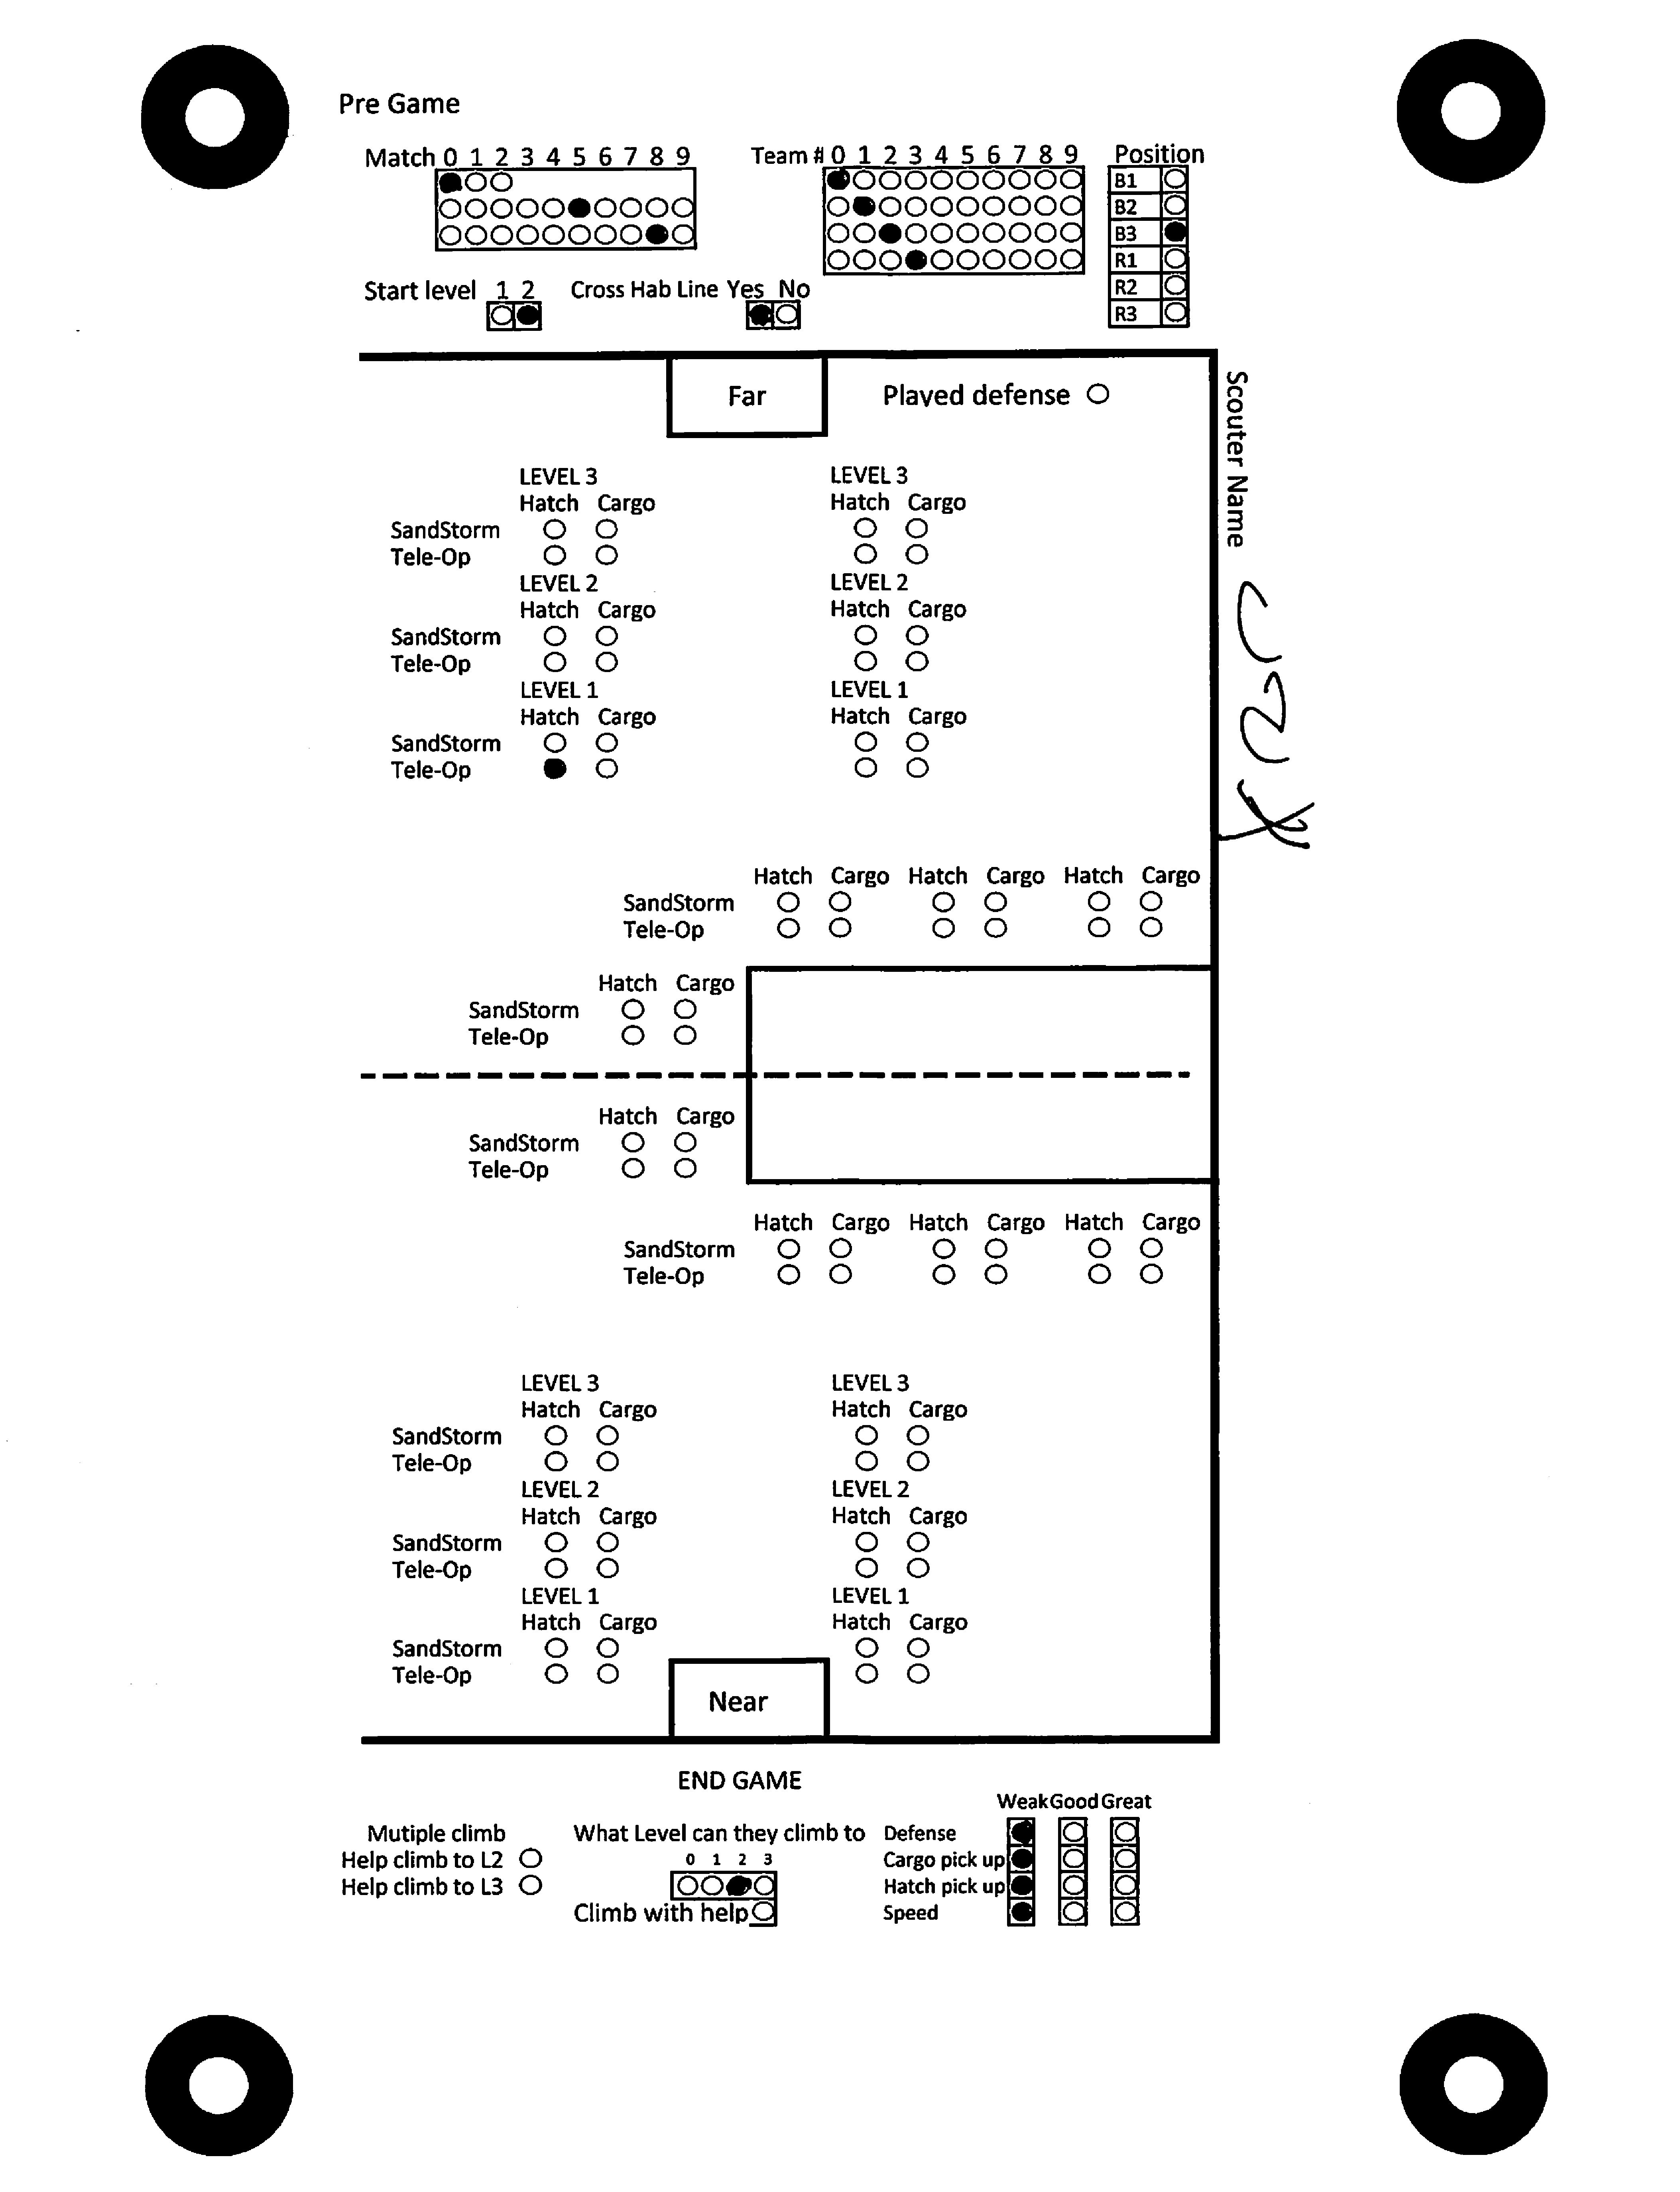 Pre Game
Match 0 1 2 3 4 5 6 7 8 9
Team # 0 1 2 3 4 5 6 7 8 9
Position
B1
B2
B3
R1
R2
R3
Start level 1 2
Cross Hab Line Yes No
Far
Played defense
Scouter Name
LEVEL 3 LEVEL 3
Hatch Cargo Hatch Cargo
SandStorm
Tele-Op
LEVEL 2 LEVEL 2
Hatch Cargo Hatch Cargo
SandStorm
Tele-Op
LEVEL 1 LEVEL 1
Hatch Cargo Hatch Cargo
SandStorm
Tele-Op
Hatch Cargo Hatch Cargo Hatch Cargo
SandStorm
Tele-Op
Hatch Cargo
SandStorm
Tele-Op
Hatch Cargo
SandStorm
Tele-Op
Hatch Cargo Hatch Cargo Hatch Cargo
SandStorm
Tele-Op
LEVEL 3 LEVEL 3
Hatch Cargo Hatch Cargo
SandStorm
Tele-Op
LEVEL 2 LEVEL 2
Hatch Cargo Hatch Cargo
SandStorm
Tele-Op
LEVEL 1 LEVEL 1
Hatch Cargo Hatch Cargo
SandStorm
Tele-Op
Near
END GAME
Mutiple climb
Help climb to L2
Help climb to L3
What Level can they climb to
0 1 2 3
Climb with help
Weak Good Great
Defense
Cargo pick up
Hatch pick up
Speed